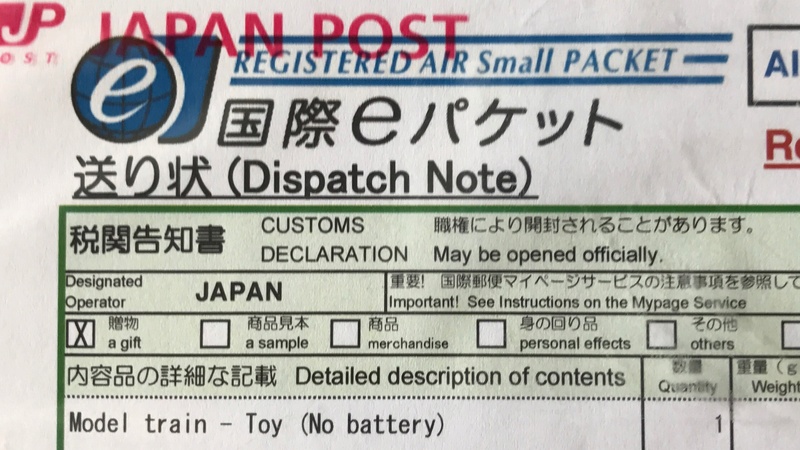 JP JAPAN POST
POST
REGISTERED AIR Small PACKET
e
国際eパケット
送り状 (Dispatch Note)
税関告知書
CUSTOMS
DECLARATION
職権により開封されることがあります。
May be opened officially.
Designated
Operator
JAPAN
重要! 国際郵便マイページサービスの注意事項を参照して
Important! See Instructions on the Mypage Service
X 贈物
a gift
商品見本
a sample
商品
merchandise
身の回り品
personal effects
その他
others
内容品の詳細な記載 Detailed description of contents
数量
Quantity
重量 (g
Weight
Model train - Toy (No battery)
1